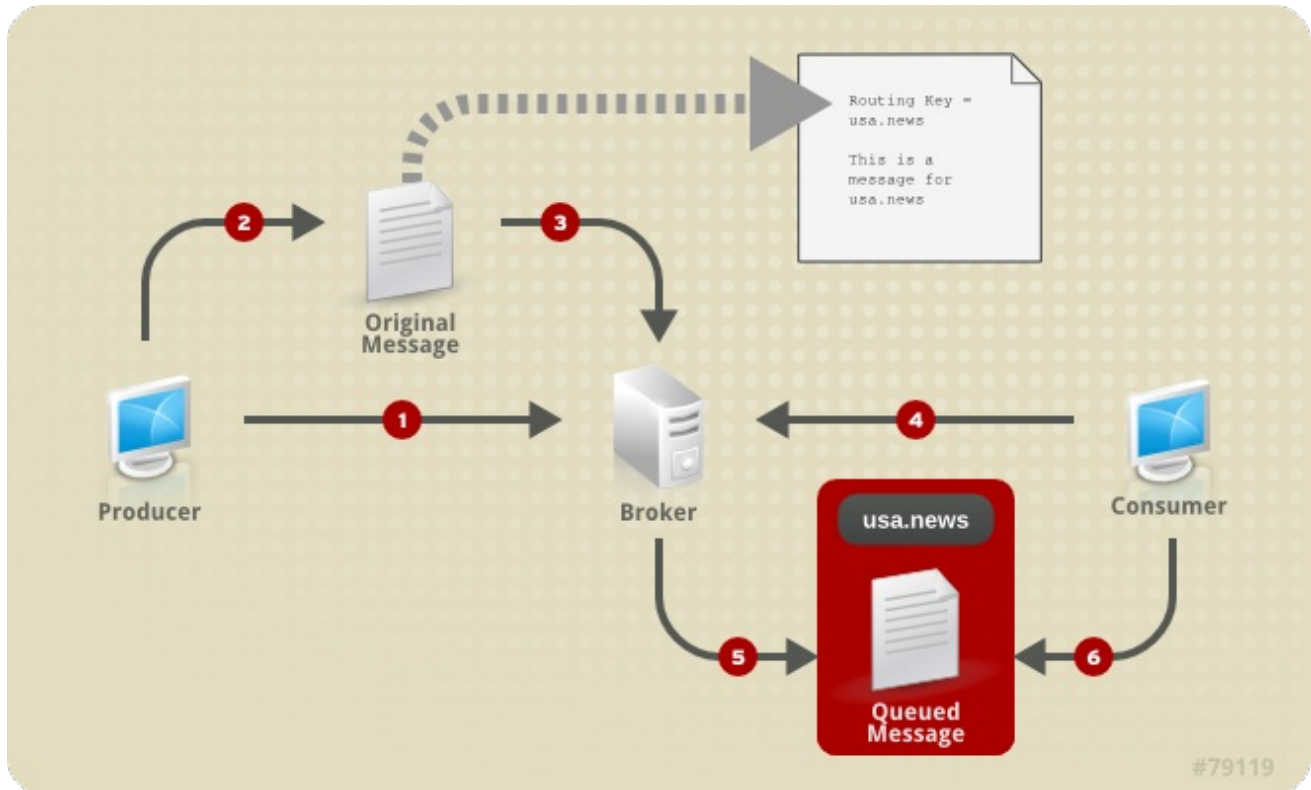 Routing Key =
usa.news
This is a
message for
usa.news
2
3
Original
Message
1
4
Producer
Broker
Consumer
usa.news
5
6
Queued
Message
#79119